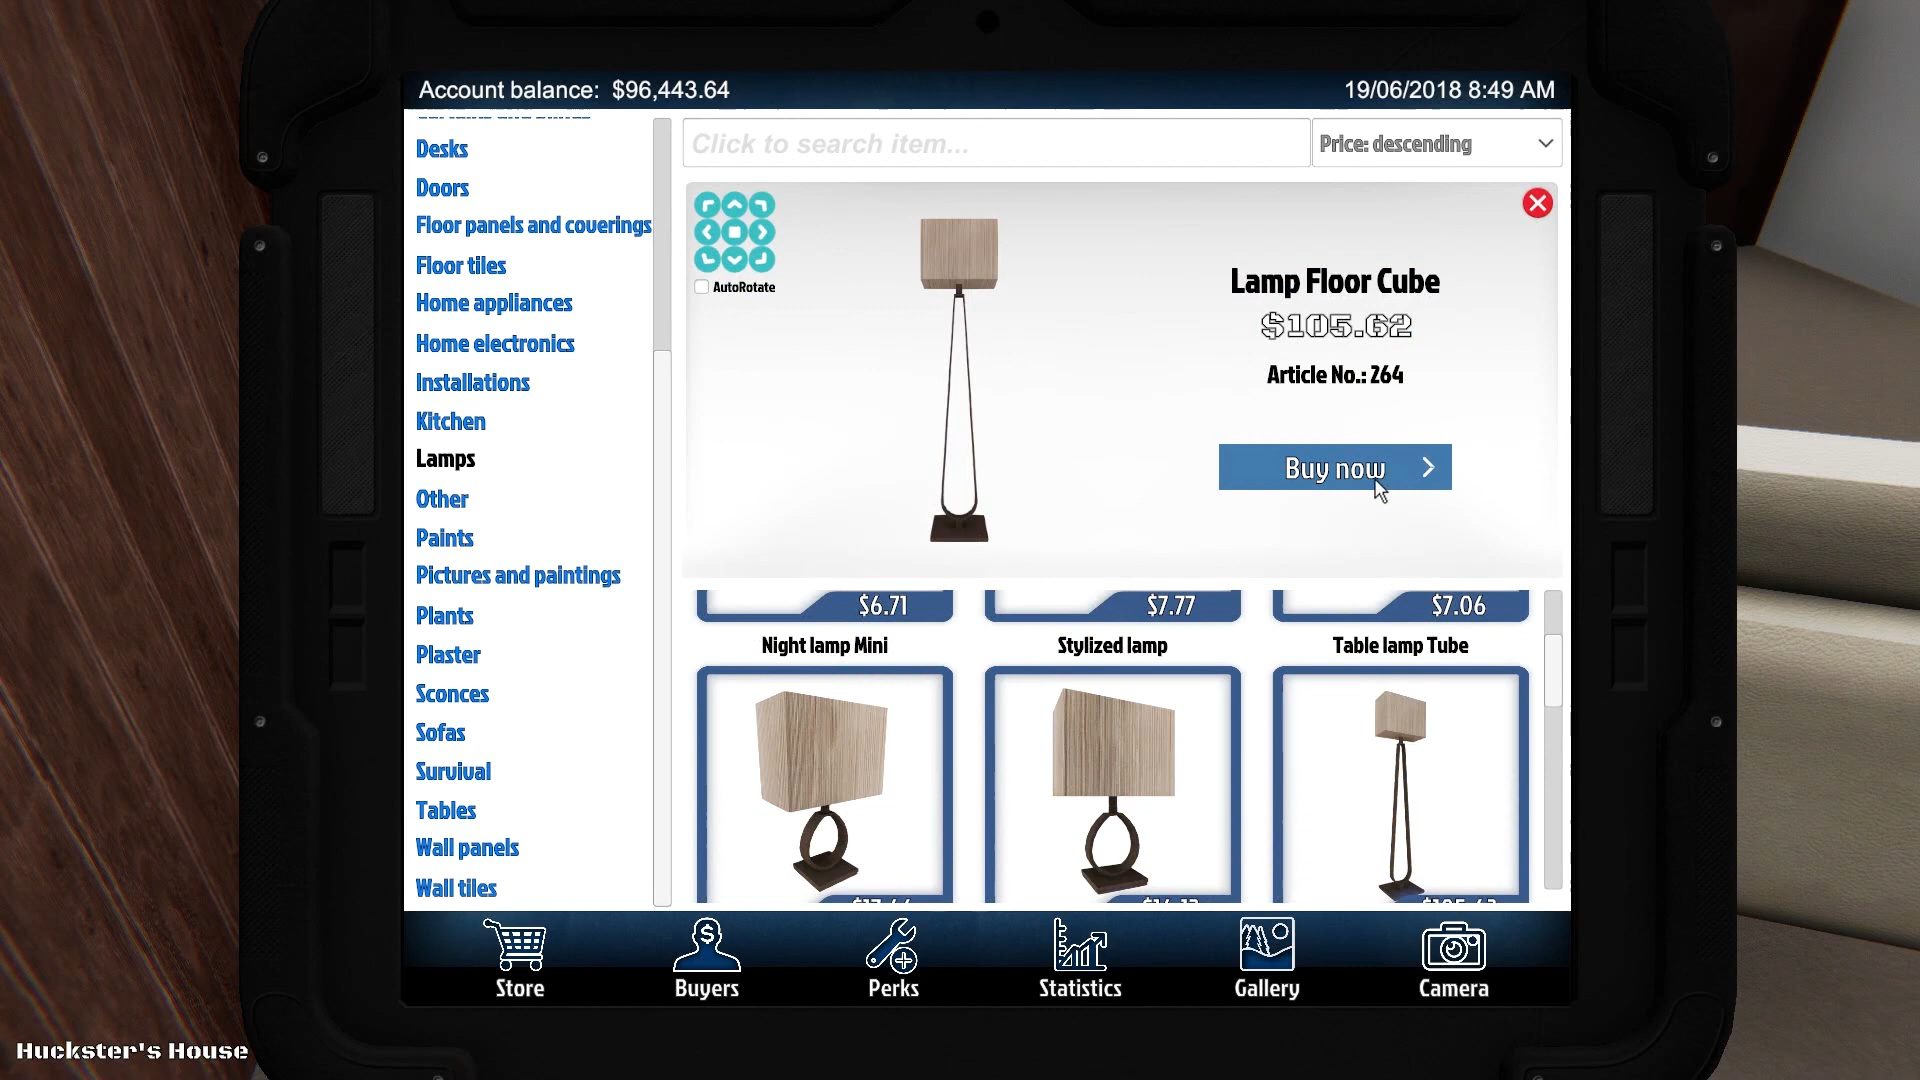 Account balance: $96,443.64
19/06/2018 8:49 AM
Desks
Doors
Floor panels and coverings
Floor tiles
Home appliances
Home electronics
Installations
Kitchen
Lamps
Other
Paints
Pictures and paintings
Plants
Plaster
Sconces
Sofas
Survival
Tables
Wall panels
Wall tiles
Click to search item...
Price: descending
AutoRotate
Lamp Floor Cube
$105.62
Article No.: 264
Buy now
$6.71
$7.77
$7.06
Night lamp Mini
Stylized lamp
Table lamp Tube
Store
Buyers
Perks
Statistics
Gallery
Camera
Huckster's House